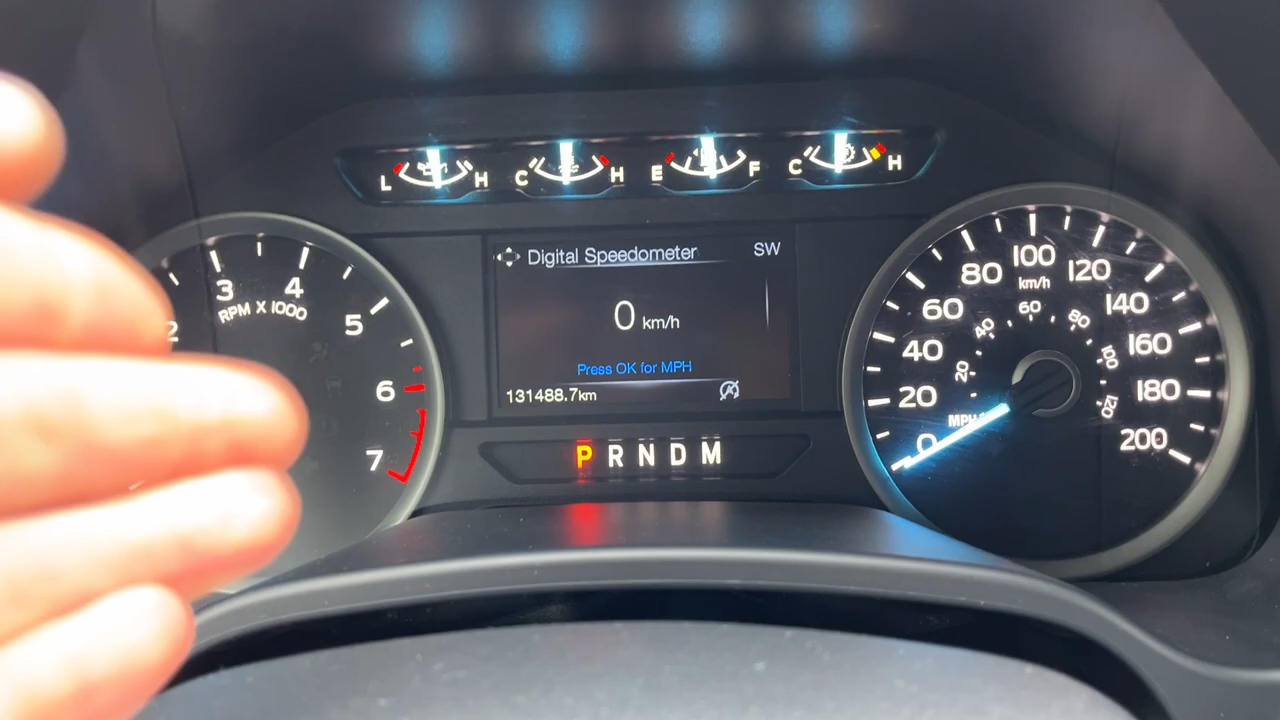 L H C H E F C H
Digital Speedometer SW
0 km/h
Press OK for MPH
131488.7km
P R N D M
2 3 4 5 6 7
RPM X 1000
0 20 40 60 80 100 120 140 160 180 200
km/h
20 40 60 80 100 120
MPH